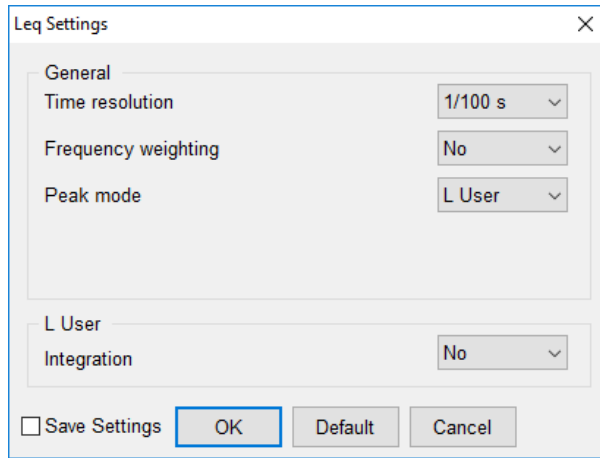 Leq Settings
General
Time resolution 1/100 s
Frequency weighting No
Peak mode L User
L User
Integration No
Save Settings OK Default Cancel